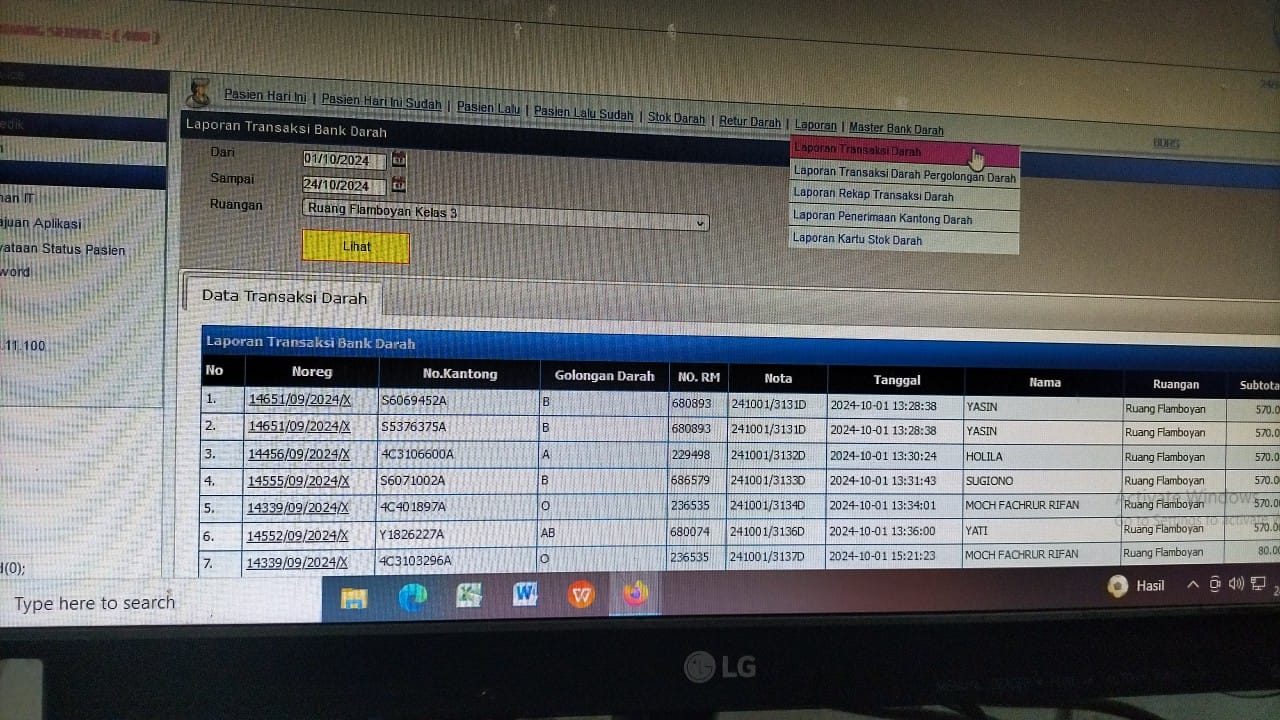 SERVER : ( 400 )
Pasien Hari Ini | Pasien Hari Ini Sudah | Pasien Lalu | Pasien Lalu Sudah | Stok Darah | Retur Darah | Laporan | Master Bank Darah
Laporan Transaksi Bank Darah
BDRS
Laporan Transaksi Darah
Laporan Transaksi Darah Pergolongan Darah
Laporan Rekap Transaksi Darah
Laporan Penerimaan Kantong Darah
Laporan Kartu Stok Darah
Dari 01/10/2024
Sampai 24/10/2024
Ruangan Ruang Flamboyan Kelas 3
Lihat
nan IT
ajuan Aplikasi
yataan Status Pasien
word
.11.100
d(0);
Data Transaksi Darah
Laporan Transaksi Bank Darah
No Noreg No.Kantong Golongan Darah NO. RM Nota Tanggal Nama Ruangan Subtota
1. 14651/09/2024/X S6069452A B 680893 241001/3131D 2024-10-01 13:28:38 YASIN Ruang Flamboyan 570.0
2. 14651/09/2024/X S5376375A B 680893 241001/3131D 2024-10-01 13:28:38 YASIN Ruang Flamboyan 570.0
3. 14456/09/2024/X 4C3106600A A 229498 241001/3132D 2024-10-01 13:30:24 HOLILA Ruang Flamboyan 570.0
4. 14555/09/2024/X S6071002A B 686579 241001/3133D 2024-10-01 13:31:43 SUGIONO Ruang Flamboyan 570.0
5. 14339/09/2024/X 4C401897A O 236535 241001/3134D 2024-10-01 13:34:01 MOCH FACHRUR RIFAN Ruang Flamboyan 570.0
6. 14552/09/2024/X Y1826227A AB 680074 241001/3136D 2024-10-01 13:36:00 YATI Ruang Flamboyan 570.0
7. 14339/09/2024/X 4C3103296A O 236535 241001/3137D 2024-10-01 15:21:23 MOCH FACHRUR RIFAN Ruang Flamboyan 80.0
Activate Windows
Type here to search
Hasil
LG